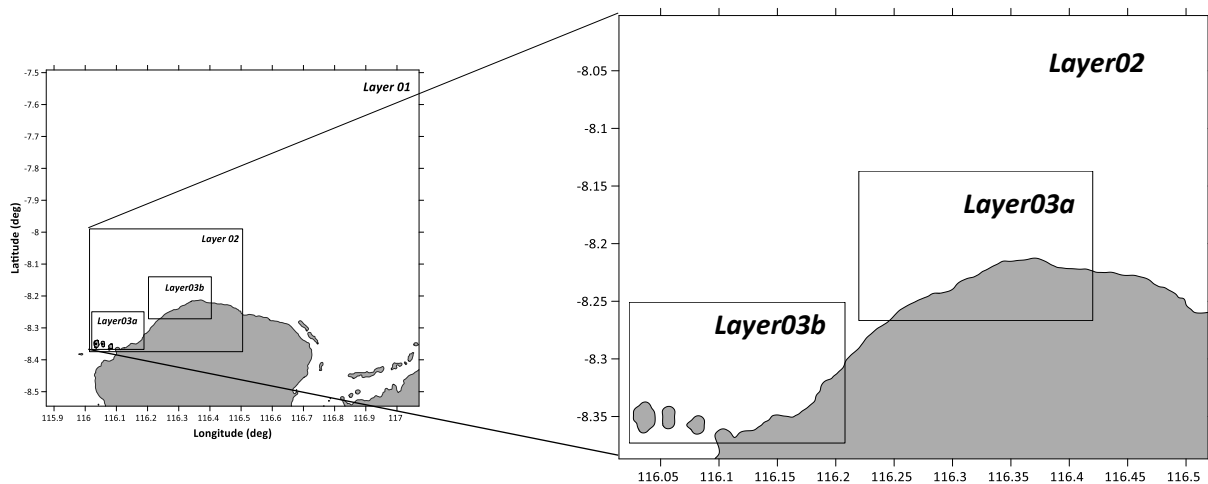 Layer 01
-7.5
-7.6
-7.7
-7.8
-7.9
-8
-8.1
-8.2
-8.3
-8.4
-8.5
Latitude (deg)
Layer 02
Layer03b
Layer03a
115.9 116 116.1 116.2 116.3 116.4 116.5 116.6 116.7 116.8 116.9 117
Longitude (deg)
Layer02
-8.05
-8.1
-8.15
Layer03a
-8.2
-8.25
Layer03b
-8.3
-8.35
116.05 116.1 116.15 116.2 116.25 116.3 116.35 116.4 116.45 116.5